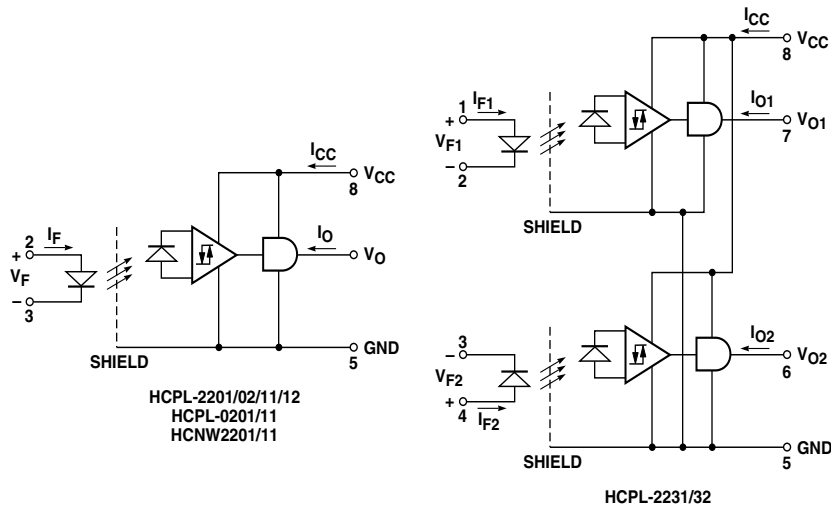 ICC
VCC
8
IF
2
+
VF
–
3
IO
VO
SHIELD
GND
5
HCPL-2201/02/11/12
HCPL-0201/11
HCNW2201/11
ICC
VCC
8
1
IF1
+
VF1
–
2
IO1
VO1
7
SHIELD
3
–
VF2
+
4
IF2
IO2
VO2
6
SHIELD
GND
5
HCPL-2231/32